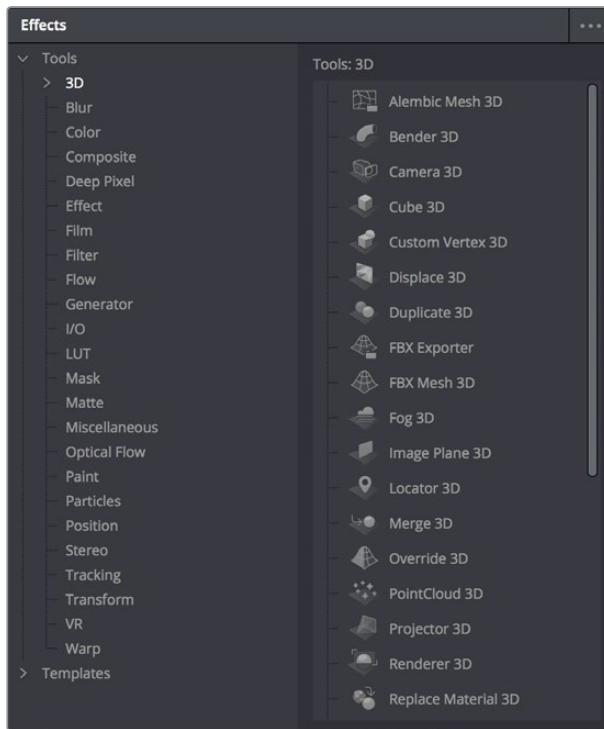 Effects
Tools
3D
Blur
Color
Composite
Deep Pixel
Effect
Film
Filter
Flow
Generator
I/O
LUT
Mask
Matte
Miscellaneous
Optical Flow
Paint
Particles
Position
Stereo
Tracking
Transform
VR
Warp
Templates
Tools: 3D
Alembic Mesh 3D
Bender 3D
Camera 3D
Cube 3D
Custom Vertex 3D
Displace 3D
Duplicate 3D
FBX Exporter
FBX Mesh 3D
Fog 3D
Image Plane 3D
Locator 3D
Merge 3D
Override 3D
PointCloud 3D
Projector 3D
Renderer 3D
Replace Material 3D